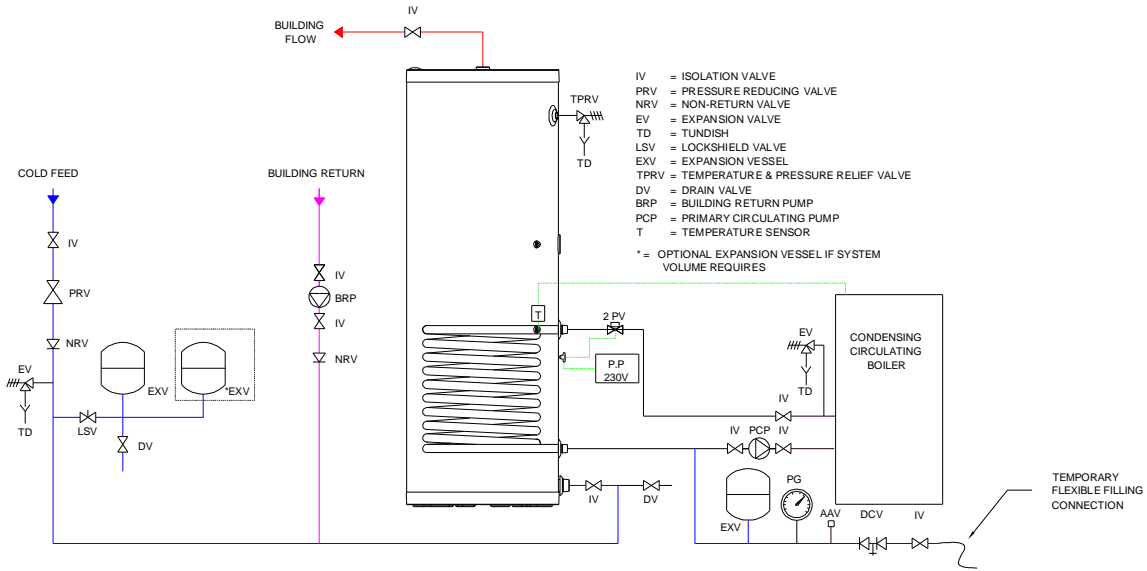 IV
BUILDING
FLOW
IV = ISOLATION VALVE
PRV = PRESSURE REDUCING VALVE
NRV = NON-RETURN VALVE
EV = EXPANSION VALVE
TD = TUNDISH
LSV = LOCKSHIELD VALVE
EXV = EXPANSION VESSEL
TPRV = TEMPERATURE & PRESSURE RELIEF VALVE
DV = DRAIN VALVE
BRP = BUILDING RETURN PUMP
PCP = PRIMARY CIRCULATING PUMP
T = TEMPERATURE SENSOR
* = OPTIONAL EXPANSION VESSEL IF SYSTEM
VOLUME REQUIRES
TPRV
TD
COLD FEED
BUILDING RETURN
IV
PRV
NRV
EV
TD
LSV
EXV
*EXV
DV
IV
BRP
IV
NRV
T
2 PV
P.P
230V
CONDENSING
CIRCULATING
BOILER
EV
TD
IV
IV
PCP
IV
IV
DV
EXV
PG
AAV
DCV
IV
TEMPORARY
FLEXIBLE FILLING
CONNECTION